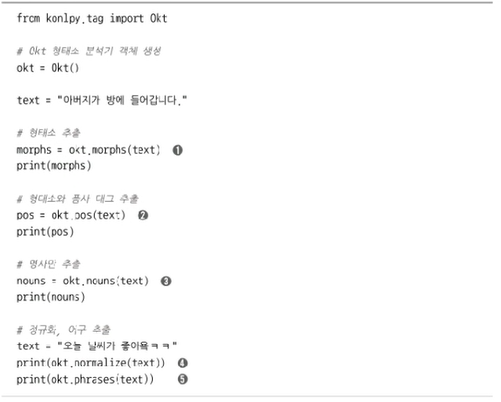 from konlpy.tag import Okt
# Okt 형태소 분석기 객체 생성
okt = Okt()
text = "아버지가 방에 들어갑니다."
# 형태소 추출
morphs = okt.morphs(text) ❶
print(morphs)
# 형태소와 품사 태그 추출
pos = okt.pos(text) ❷
print(pos)
# 명사만 추출
nouns = okt.nouns(text) ❸
print(nouns)
# 정규화, 어구 추출
text = "오늘 날씨가 좋아욬ㅋㅋ"
print(okt.normalize(text)) ❹
print(okt.phrases(text)) ❺